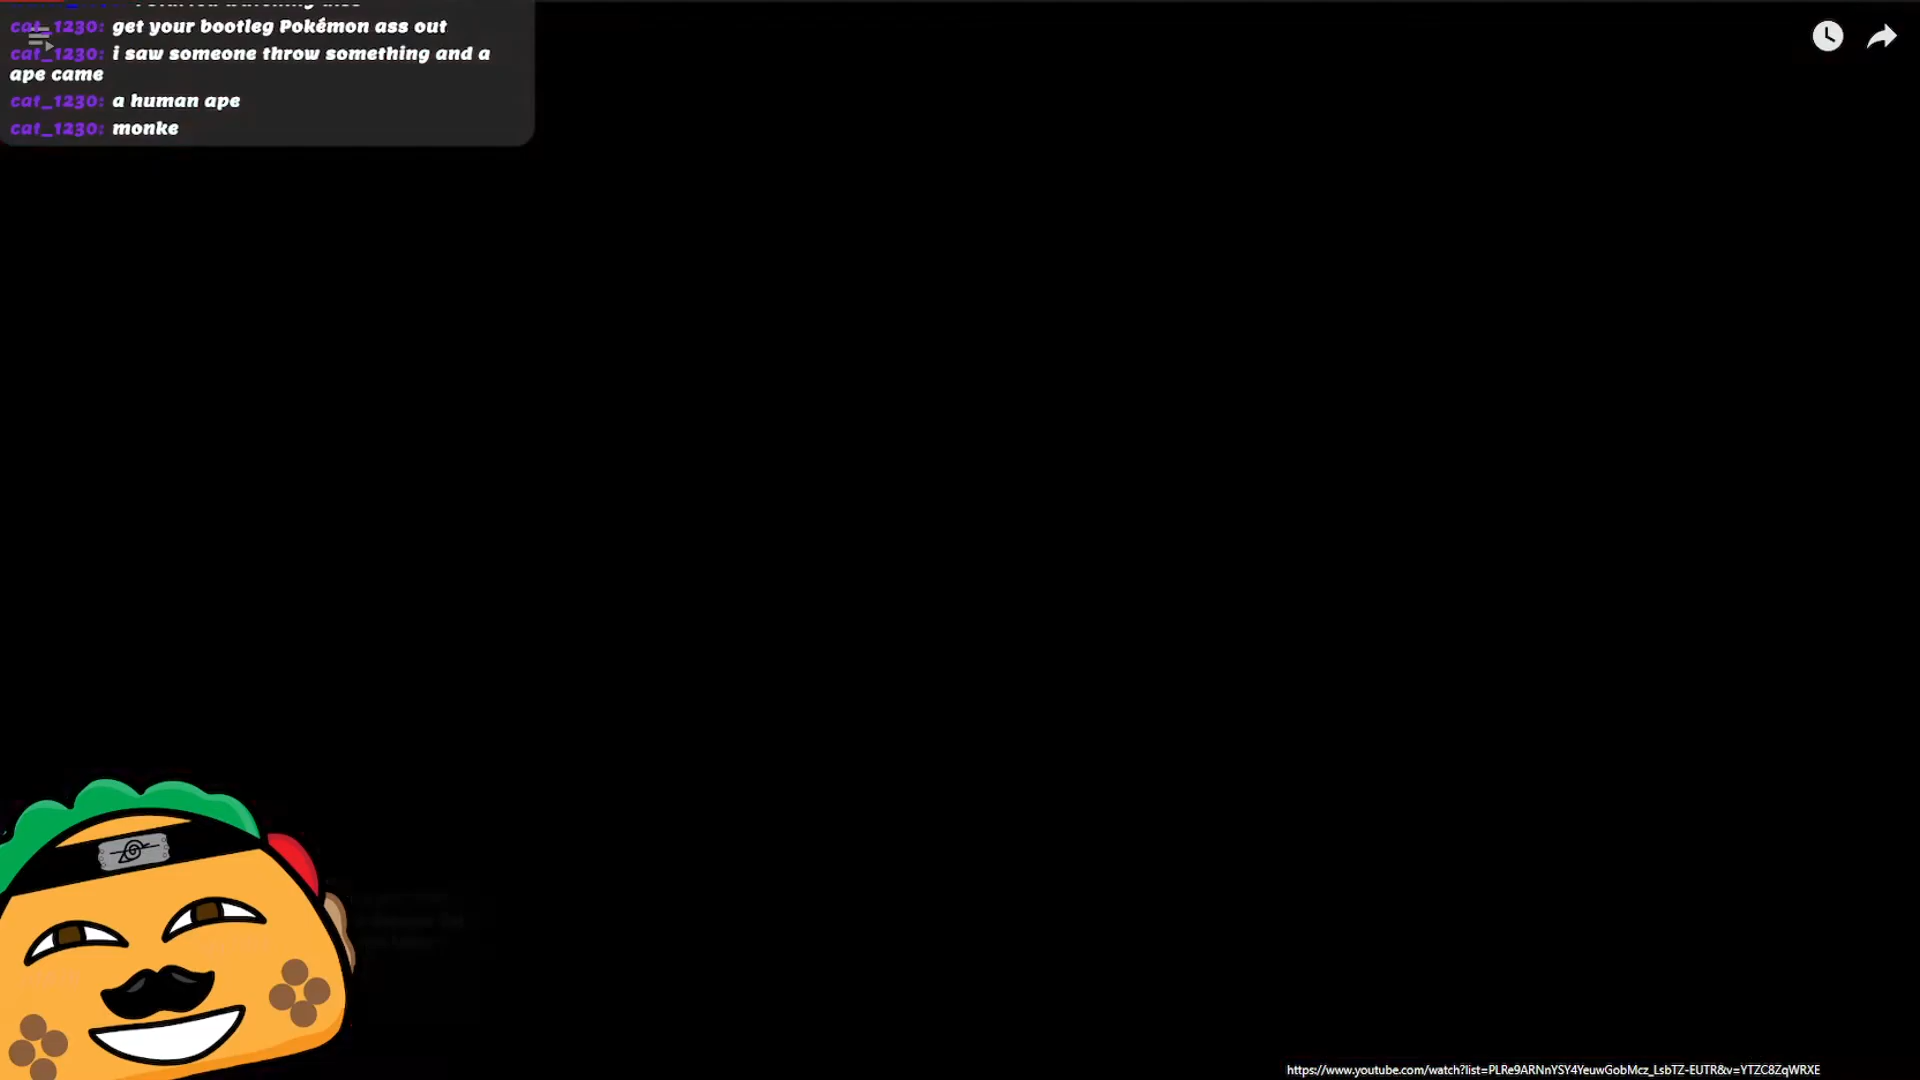 cat_1230: get your bootleg Pokémon ass out
cat_1230: i saw someone throw something and a
ape came
cat_1230: a human ape
cat_1230: monke
https://www.youtube.com/watch?list=PLRe9ARNnYSY4YeuwGobMcz_LsbTZ-EUTR&v=YTZC8ZqWRXE